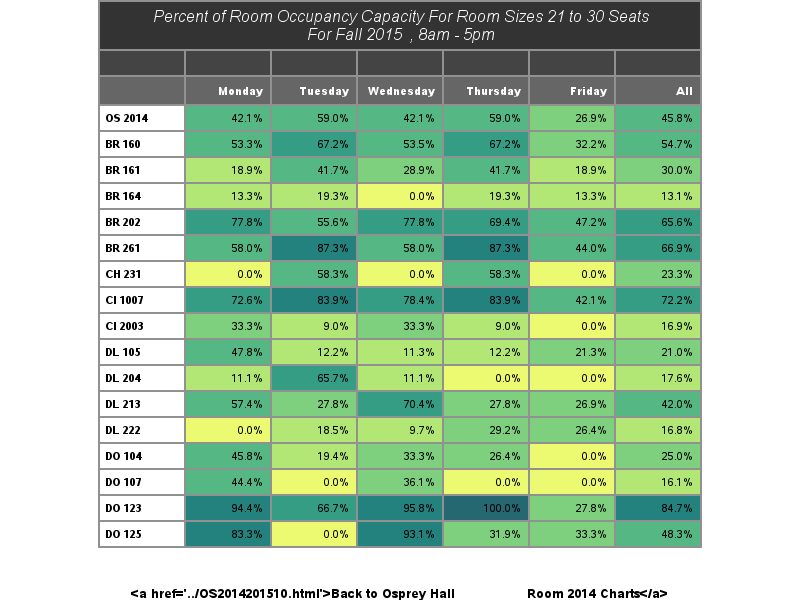 Percent of Room Occupancy Capacity For Room Sizes 21 to 30 Seats
For Fall 2015 , 8am - 5pm
Monday Tuesday Wednesday Thursday Friday All
OS 2014 42.1% 59.0% 42.1% 59.0% 26.9% 45.8%
BR 160 53.3% 67.2% 53.5% 67.2% 32.2% 54.7%
BR 161 18.9% 41.7% 28.9% 41.7% 18.9% 30.0%
BR 164 13.3% 19.3% 0.0% 19.3% 13.3% 13.1%
BR 202 77.8% 55.6% 77.8% 69.4% 47.2% 65.6%
BR 261 58.0% 87.3% 58.0% 87.3% 44.0% 66.9%
CH 231 0.0% 58.3% 0.0% 58.3% 0.0% 23.3%
CI 1007 72.6% 83.9% 78.4% 83.9% 42.1% 72.2%
CI 2003 33.3% 9.0% 33.3% 9.0% 0.0% 16.9%
DL 105 47.8% 12.2% 11.3% 12.2% 21.3% 21.0%
DL 204 11.1% 65.7% 11.1% 0.0% 0.0% 17.6%
DL 213 57.4% 27.8% 70.4% 27.8% 26.9% 42.0%
DL 222 0.0% 18.5% 9.7% 29.2% 26.4% 16.8%
DO 104 45.8% 19.4% 33.3% 26.4% 0.0% 25.0%
DO 107 44.4% 0.0% 36.1% 0.0% 0.0% 16.1%
DO 123 94.4% 66.7% 95.8% 100.0% 27.8% 84.7%
DO 125 83.3% 0.0% 93.1% 31.9% 33.3% 48.3%
<a href='../OS2014201510.html'>Back to Osprey Hall Room 2014 Charts</a>